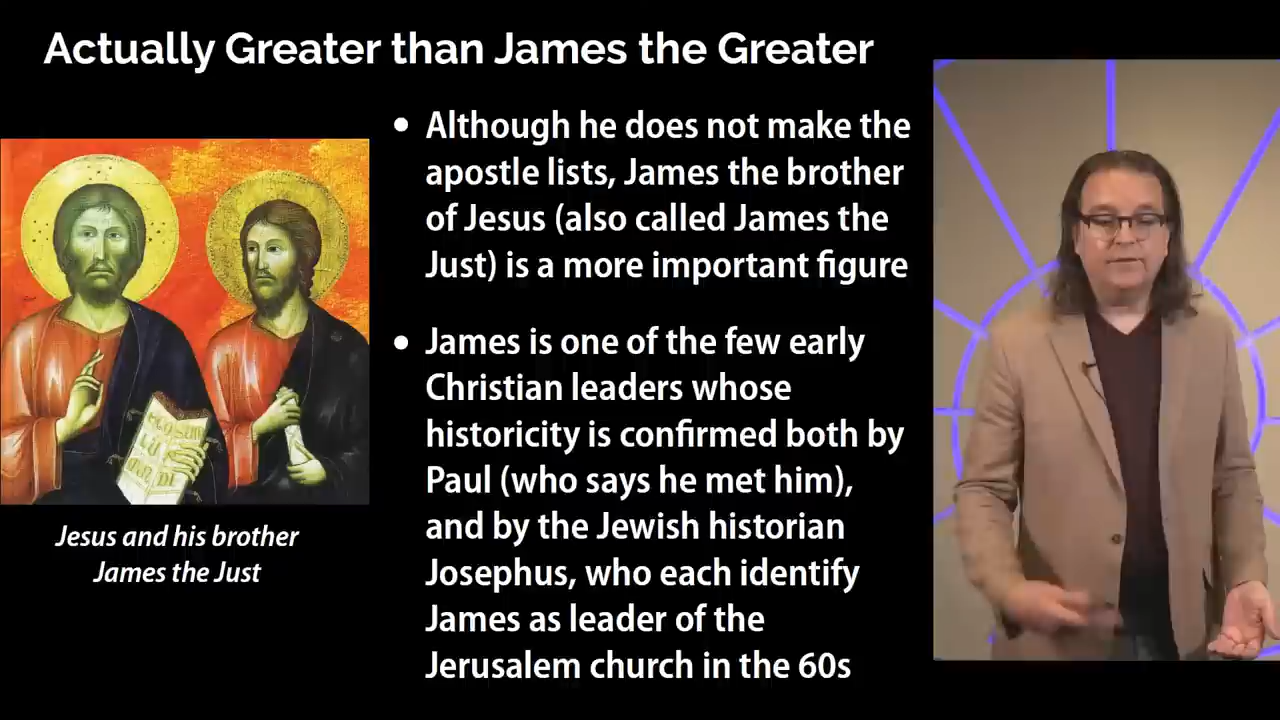 Actually Greater than James the Greater
• Although he does not make the
apostle lists, James the brother
of Jesus (also called James the
Just) is a more important figure
• James is one of the few early
Christian leaders whose
historicity is confirmed both by
Paul (who says he met him),
and by the Jewish historian
Josephus, who each identify
James as leader of the
Jerusalem church in the 60s
Jesus and his brother
James the Just